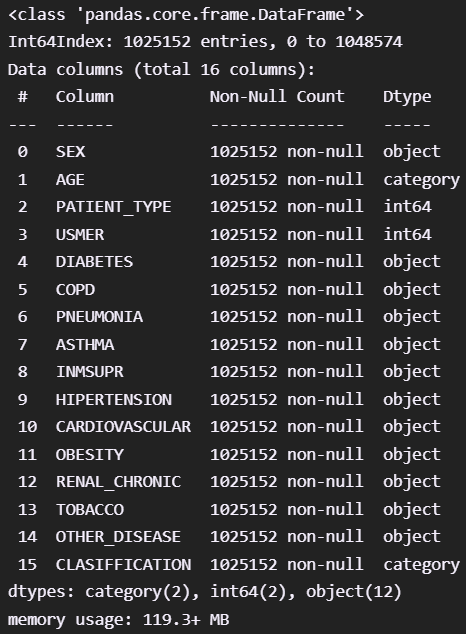 <class 'pandas.core.frame.DataFrame'>
Int64Index: 1025152 entries, 0 to 1048574
Data columns (total 16 columns):
 #   Column          Non-Null Count    Dtype
---  ------          --------------    -----
 0   SEX             1025152 non-null  object
 1   AGE             1025152 non-null  category
 2   PATIENT_TYPE    1025152 non-null  int64
 3   USMER           1025152 non-null  int64
 4   DIABETES        1025152 non-null  object
 5   COPD            1025152 non-null  object
 6   PNEUMONIA       1025152 non-null  object
 7   ASTHMA          1025152 non-null  object
 8   INMSUPR         1025152 non-null  object
 9   HIPERTENSION    1025152 non-null  object
 10  CARDIOVASCULAR  1025152 non-null  object
 11  OBESITY         1025152 non-null  object
 12  RENAL_CHRONIC   1025152 non-null  object
 13  TOBACCO         1025152 non-null  object
 14  OTHER_DISEASE   1025152 non-null  object
 15  CLASIFFICATION  1025152 non-null  category
dtypes: category(2), int64(2), object(12)
memory usage: 119.3+ MB